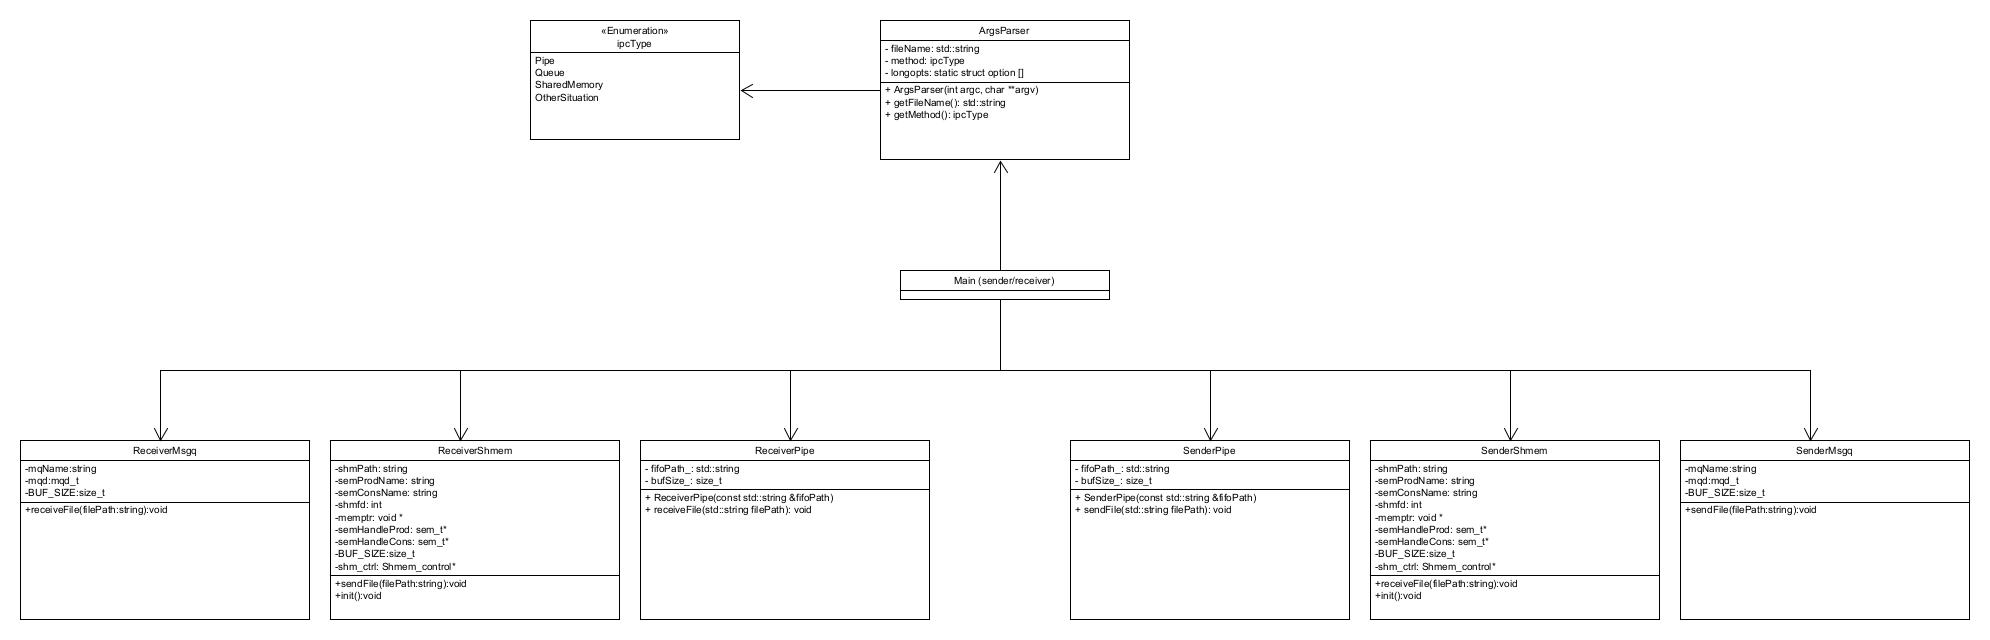 «Enumeration»
ipcType
Pipe
Queue
SharedMemory
OtherSituation
ArgsParser
- fileName: std::string
- method: ipcType
- longopts: static struct option []
+ ArgsParser(int argc, char **argv)
+ getFileName(): std::string
+ getMethod(): ipcType
Main (sender/receiver)
ReceiverMsgq
-mqName:string
-mqd:mqd_t
-BUF_SIZE:size_t
+receiveFile(filePath:string):void
ReceiverShmem
-shmPath: string
-semProdName: string
-semConsName: string
-shmfd: int
-memptr: void *
-semHandleProd: sem_t*
-semHandleCons: sem_t*
-BUF_SIZE:size_t
-shm_ctrl: Shmem_control*
+sendFile(filePath:string):void
+init():void
ReceiverPipe
- fifoPath_: std::string
- bufSize_: size_t
+ ReceiverPipe(const std::string &fifoPath)
+ receiveFile(std::string filePath): void
SenderPipe
- fifoPath_: std::string
- bufSize_: size_t
+ SenderPipe(const std::string &fifoPath)
+ sendFile(std::string filePath): void
SenderShmem
-shmPath: string
-semProdName: string
-semConsName: string
-shmfd: int
-memptr: void *
-semHandleProd: sem_t*
-semHandleCons: sem_t*
-BUF_SIZE:size_t
-shm_ctrl: Shmem_control*
+receiveFile(filePath:string):void
+init():void
SenderMsgq
-mqName:string
-mqd:mqd_t
-BUF_SIZE:size_t
+sendFile(filePath:string):void